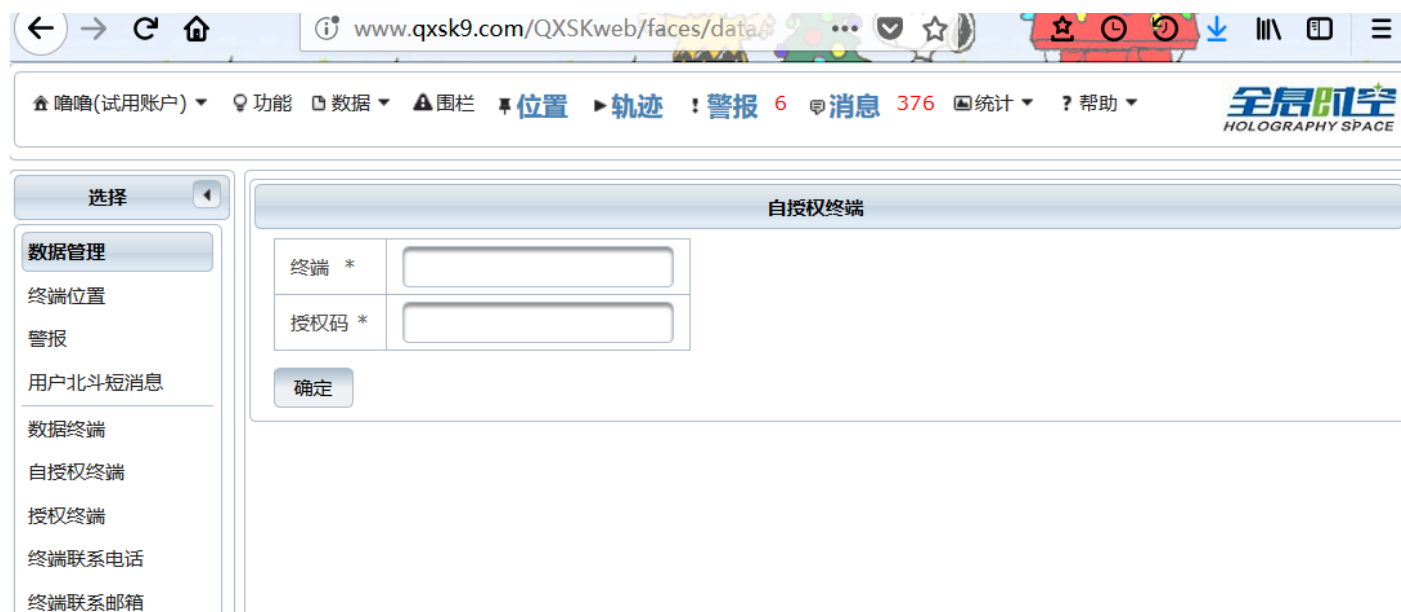 www.qxsk9.com/QXSKweb/faces/data
噜噜(试用账户) 功能 数据 围栏 位置 轨迹 警报 6 消息 376 统计 ? 帮助
全息时空
HOLOGRAPHY SPACE
选择
数据管理
终端位置
警报
用户北斗短消息
数据终端
自授权终端
授权终端
终端联系电话
终端联系邮箱
自授权终端
终端 *
授权码 *
确定